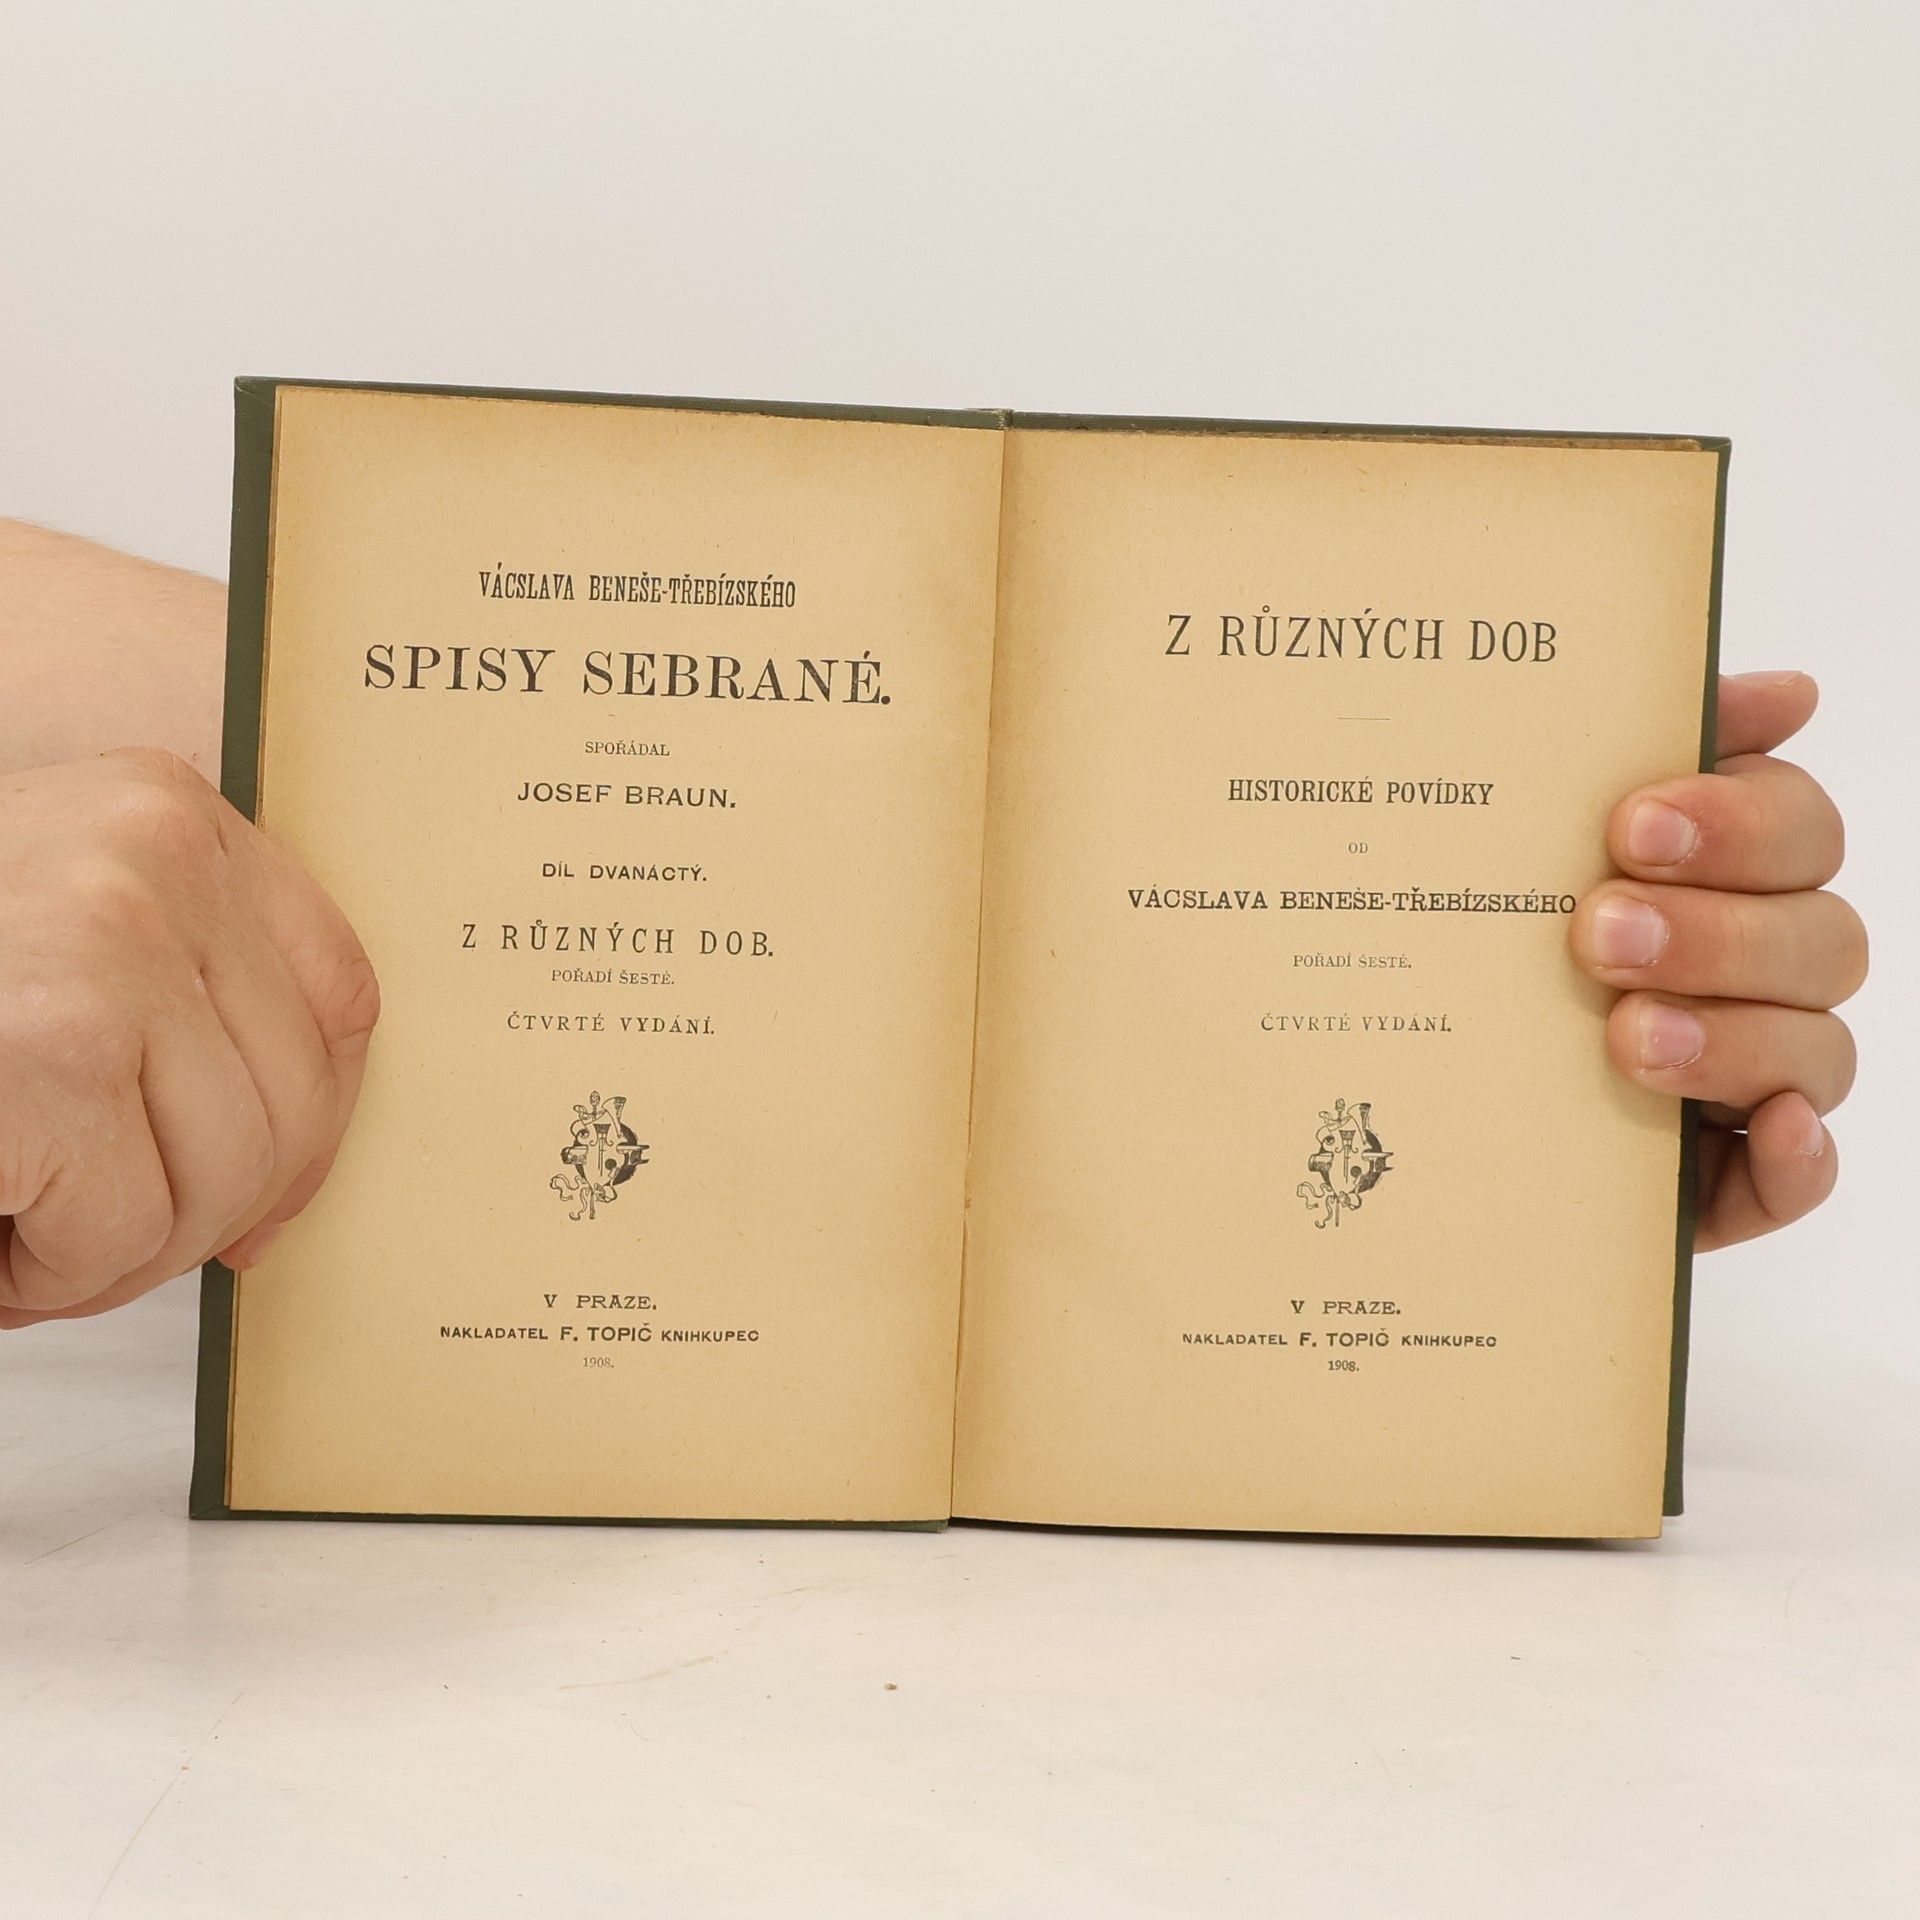 VÁCSLAVA BENEŠE-TŘEBÍZSKÉHO
SPISY SEBRANÉ.
SPOŘÁDAL
JOSEF BRAUN.
DÍL DVANÁCTÝ.
Z RŮZNÝCH DOB.
POŘADÍ ŠESTÉ.
ČTVRTÉ VYDÁNÍ.
V PRAZE.
NAKLADATEL F. TOPIČ KNIHKUPEC
1908.
Z RŮZNÝCH DOB
HISTORICKÉ POVÍDKY
OD
VÁCSLAVA BENEŠE-TŘEBÍZSKÉHO
POŘADÍ ŠESTÉ.
ČTVRTÉ VYDÁNÍ.
V PRAZE.
NAKLADATEL F. TOPIČ KNIHKUPEC
1908.